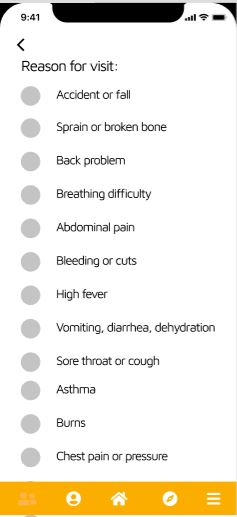 9:41
Reason for visit:
Accident or fall
Sprain or broken bone
Back problem
Breathing difficulty
Abdominal pain
Bleeding or cuts
High fever
Vomiting, diarrhea, dehydration
Sore throat or cough
Asthma
Burns
Chest pain or pressure